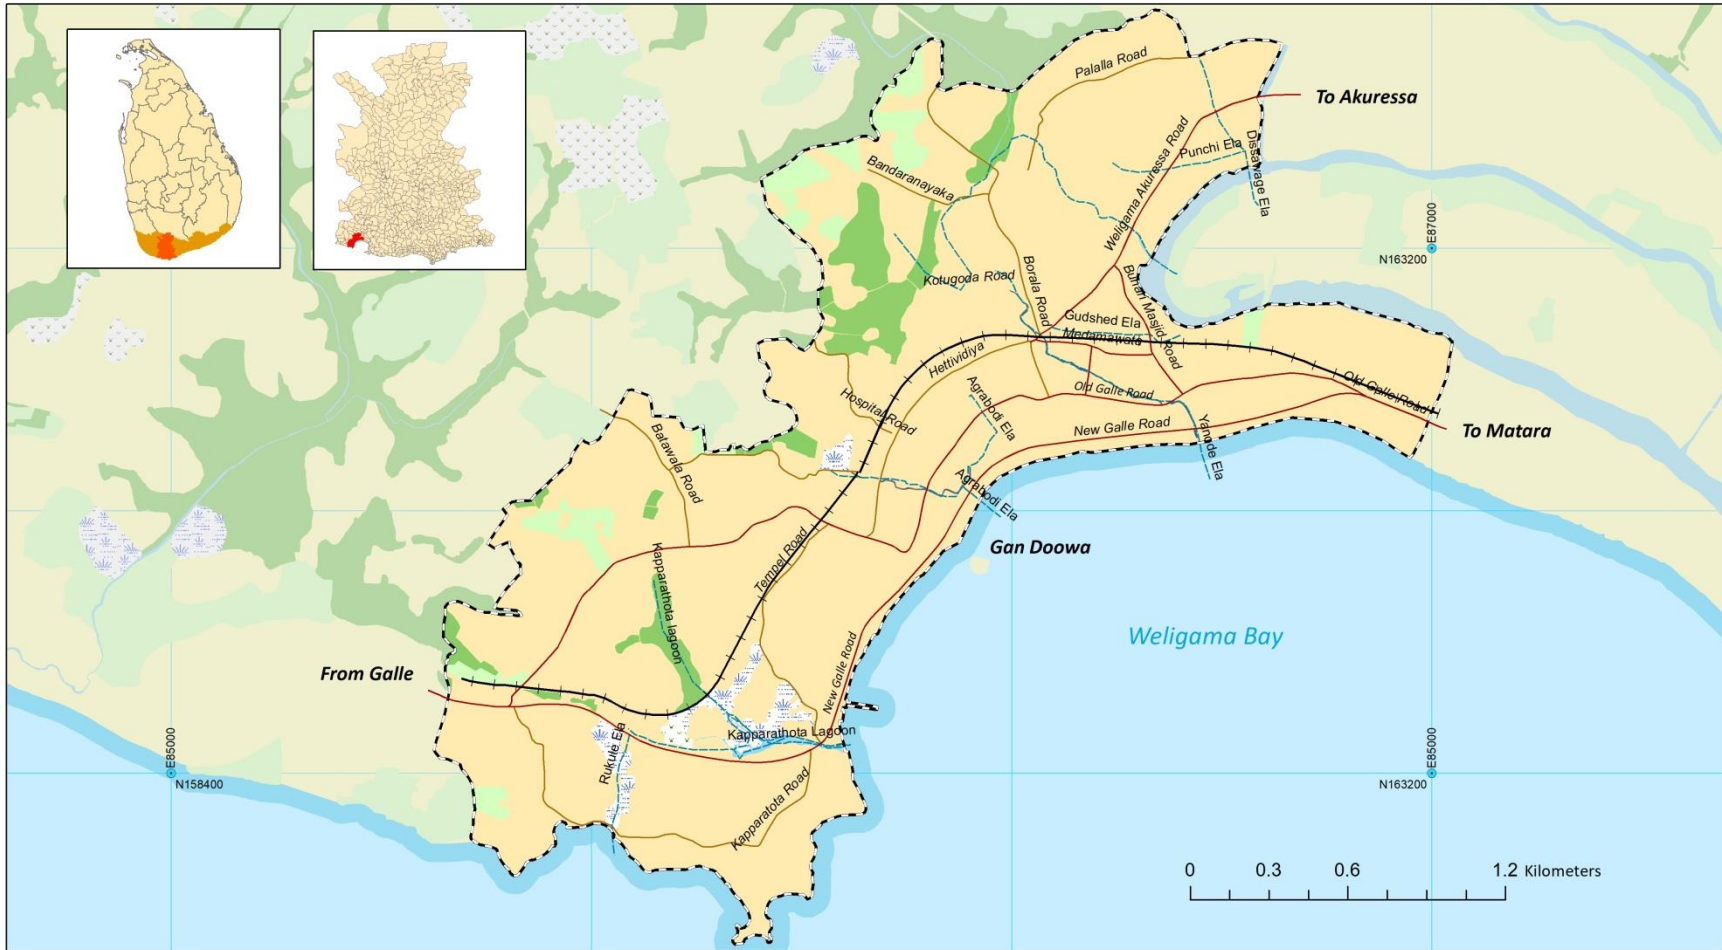 Palalla Road
To Akuressa
Weligama Akuressa Road
Punchi Ela
Dissawage Ela
Bandaranayaka
E87000
N163200
Kotugoda Road
Borala Road
Buhari Masjid Road
Gudshed Ela
Medamawata
Hettividiya
Old Galle Road
Old Galle Road
Agrabodi Ela
Hospital Road
New Galle Road
Yange Ela
To Matara
Batawala Road
Agrabodi Ela
Gan Doowa
Tempel Road
Kapparathota lagoon
Weligama Bay
From Galle
New Galle Road
Kapparathota Lagoon
Rukule Ela
E85000
N158400
E85000
N163200
Kapparatota Road
0 0.3 0.6 1.2 Kilometers